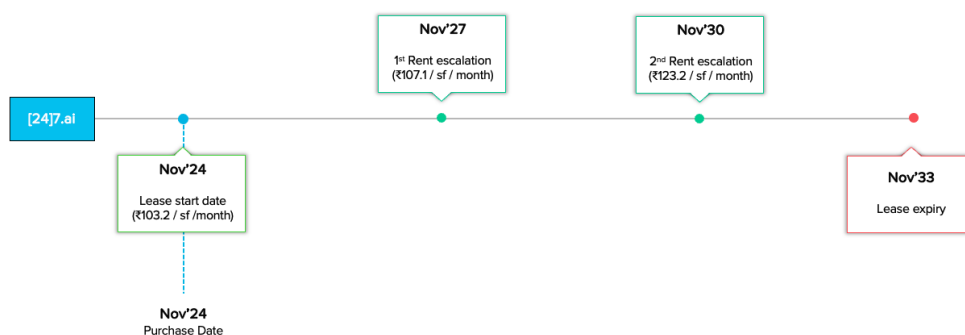 [24]7.ai
Nov'24
Lease start date
(₹103.2 / sf /month)
Nov'24
Purchase Date
Nov'27
1st Rent escalation
(₹107.1 / sf / month)
Nov'30
2nd Rent escalation
(₹123.2 / sf / month)
Nov'33
Lease expiry